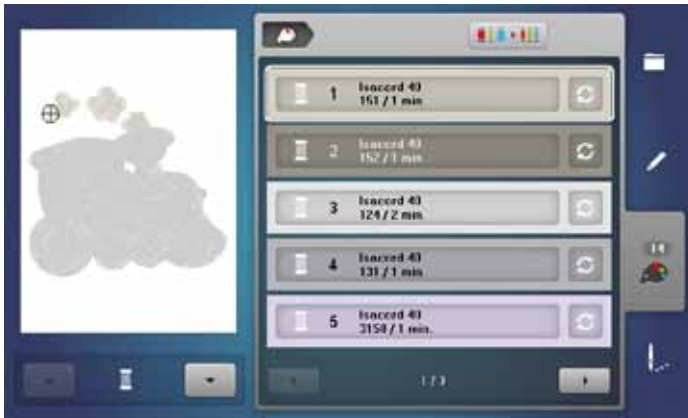 1 Isacord 40
151 / 1 min
2 Isacord 40
152 / 1 min
3 Isacord 40
124 / 2 min.
4 Isacord 40
131 / 1 min
5 Isacord 40
3150 / 1 min.
1 / 3
14